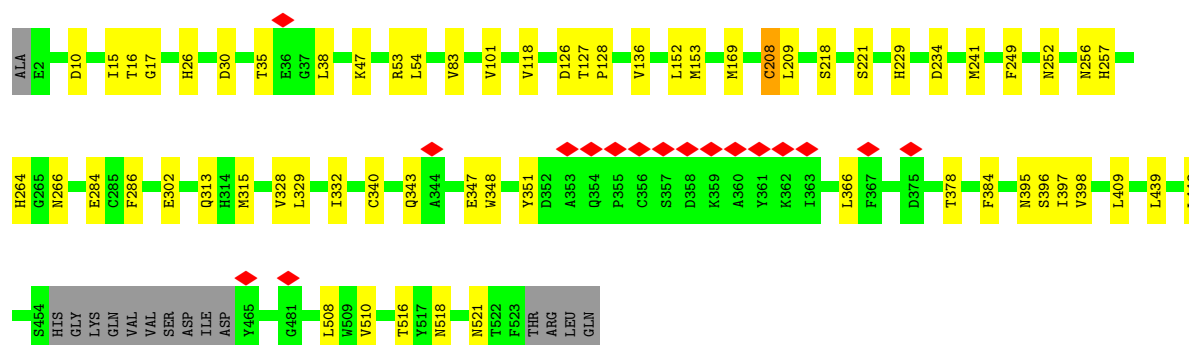 ALA E2 D10 I15 T16 G17 H26 D30 T35 E36 G37 L38 K47 R53 L54 V83 V101 V118 D126 T127 P128 V136 L152 M153 M169 C208 L209 S218 S221 H229 D234 M241 F249 N252 N256 H257
H264 G265 N266 E284 C285 F286 E302 Q313 H314 M315 V328 L329 I332 C340 Q343 A344 E347 W348 Y351 D352 A353 Q354 P355 C356 S357 D358 K359 A360 Y361 K362 I363 L366 F367 D375 T378 F384 N395 S396 I397 V398 L409 L439
S454 HIS GLY LYS GLN VAL VAL SER ASP ILE ASP Y465 G481 L508 W509 V510 T516 Y517 N518 N521 T522 F523 THR ARG LEU GLN